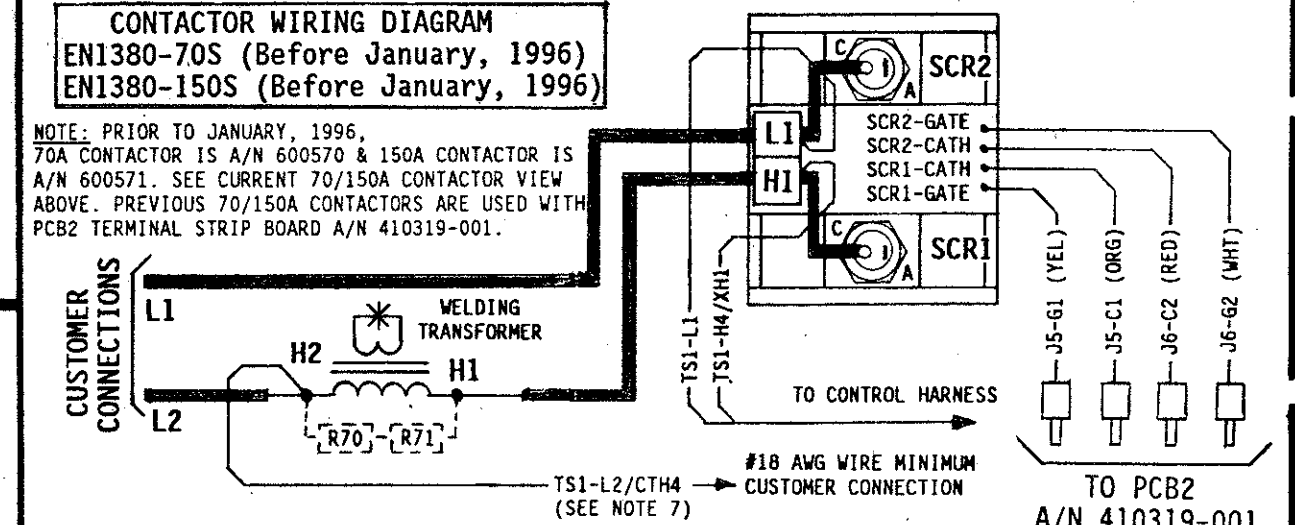 CONTACTOR WIRING DIAGRAM
EN1380-70S (Before January, 1996)
EN1380-150S (Before January, 1996)
NOTE: PRIOR TO JANUARY, 1996,
70A CONTACTOR IS A/N 600570 & 150A CONTACTOR IS
A/N 600571. SEE CURRENT 70/150A CONTACTOR VIEW
ABOVE. PREVIOUS 70/150A CONTACTORS ARE USED WITH
PCB2 TERMINAL STRIP BOARD A/N 410319-001.
C
SCR2
A
L1
H1
SCR2-GATE
SCR2-CATH
SCR1-CATH
SCR1-GATE
C
SCR1
A
CUSTOMER
CONNECTIONS
L1
L2
WELDING
TRANSFORMER
H2
H1
R70
R71
TS1-L1
TS1-H4/XH1
J5-G1 (YEL)
J5-C1 (ORG)
J6-C2 (RED)
J6-G2 (WHT)
TO CONTROL HARNESS
TS1-L2/CTH4
(SEE NOTE 7)
#18 AWG WIRE MINIMUM
CUSTOMER CONNECTION
TO PCB2
A/N 410319-001